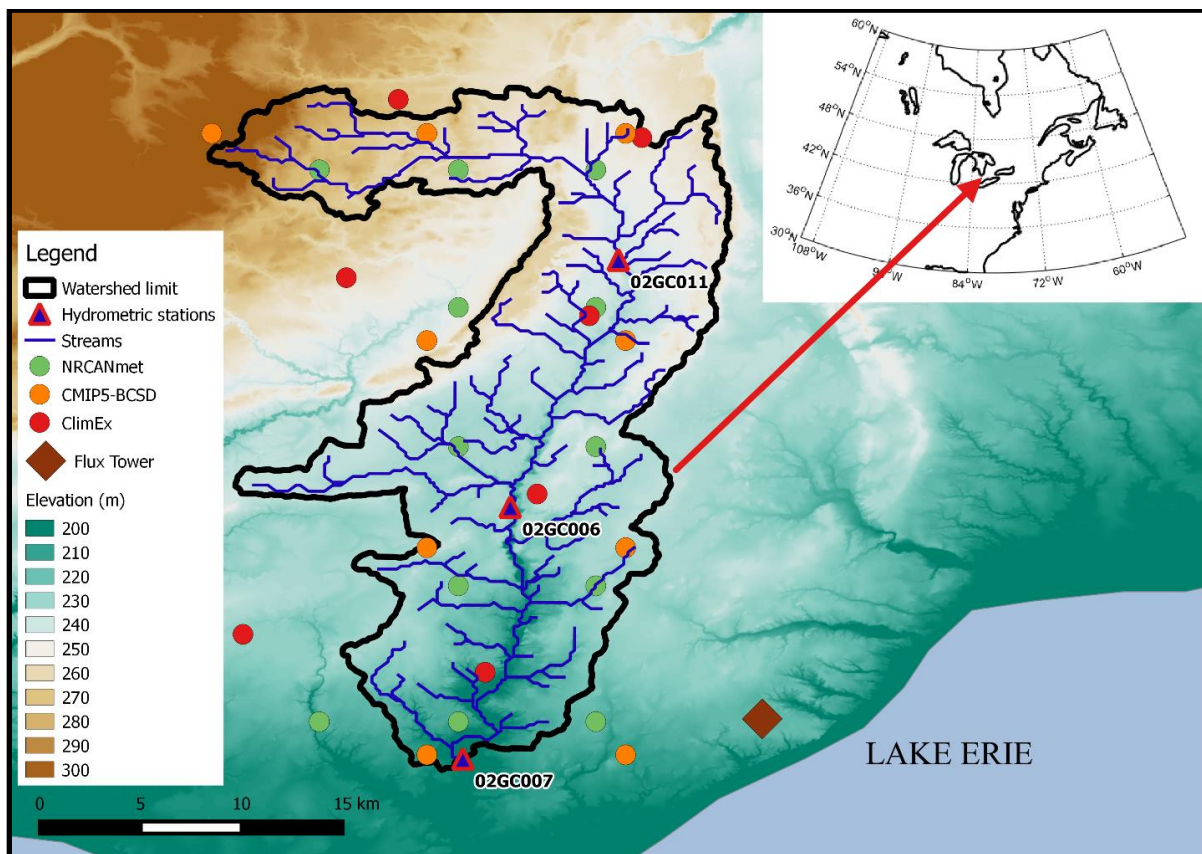 60°N
54°N
48°N
42°N
36°N
30°N
108°W
84°W
72°W
60°W
Legend
Watershed limit
Hydrometric stations
Streams
NRCANmet
CMIP5-BCSD
ClimEx
Flux Tower
Elevation (m)
200
210
220
230
240
250
260
270
280
290
300
02GC011
02GC006
02GC007
LAKE ERIE
0 5 10 15 km